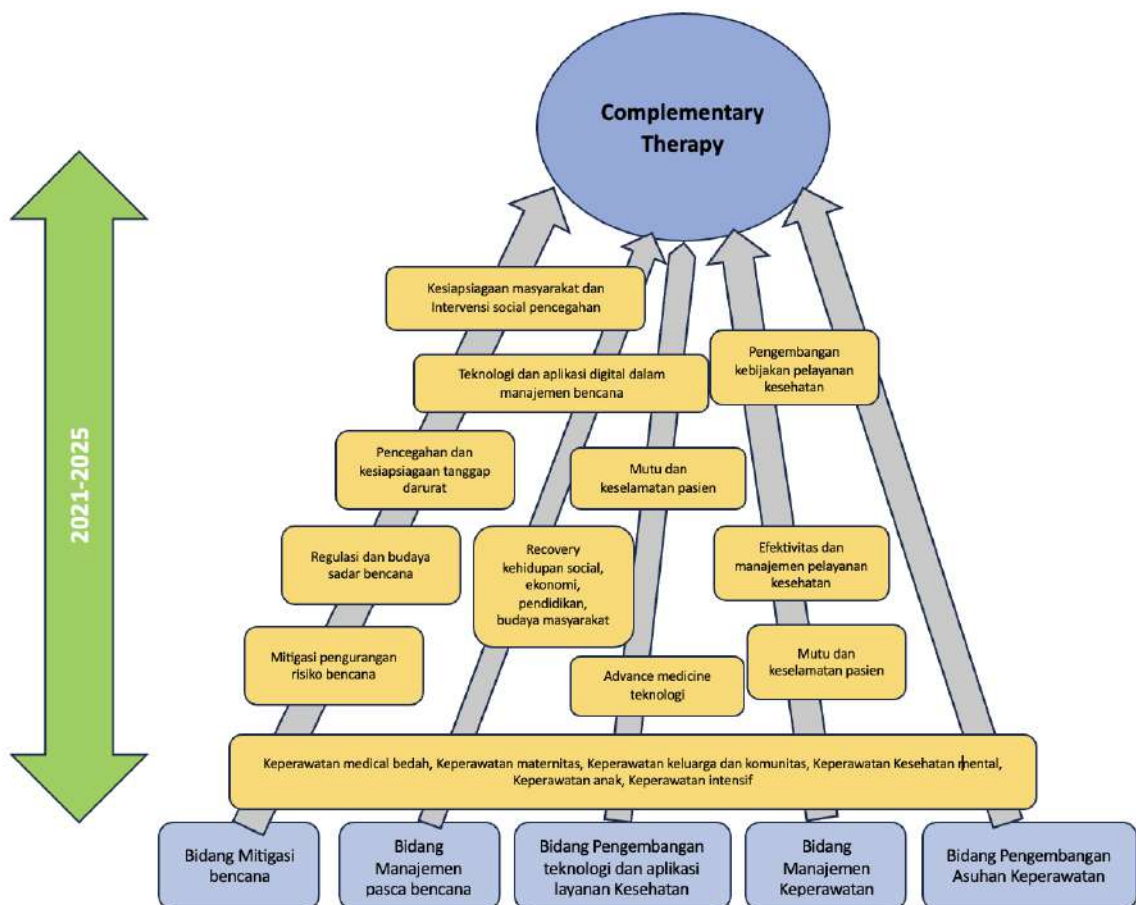 Complementary
Therapy
2021-2025
Kesiapsiagaan masyarakat dan
Intervensi social pencegahan
Teknologi dan aplikasi digital dalam
manajemen bencana
Pengembangan
kebijakan pelayanan
kesehatan
Pencegahan dan
kesiapsiagaan tanggap
darurat
Mutu dan
keselamatan pasien
Regulasi dan budaya
sadar bencana
Recovery
kehidupan social,
ekonomi,
pendidikan,
budaya masyarakat
Efektivitas dan
manajemen pelayanan
kesehatan
Mitigasi pengurangan
risiko bencana
Advance medicine
teknologi
Mutu dan
keselamatan pasien
Keperawatan medical bedah, Keperawatan maternitas, Keperawatan keluarga dan komunitas, Keperawatan Kesehatan mental,
Keperawatan anak, Keperawatan intensif
Bidang Mitigasi
bencana
Bidang
Manajemen
pasca bencana
Bidang Pengembangan
teknologi dan aplikasi
layanan Kesehatan
Bidang
Manajemen
Keperawatan
Bidang Pengembangan
Asuhan Keperawatan